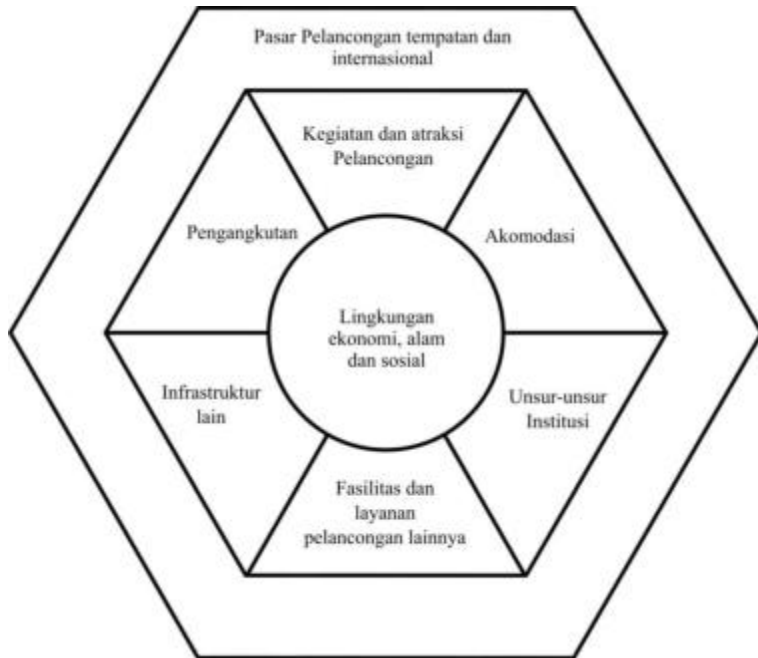 Pasar Pelancongan tempatan dan
internasional
Kegiatan dan atraksi
Pelancongan
Pengangkutan
Akomodasi
Lingkungan
ekonomi, alam
dan sosial
Infrastruktur
lain
Unsur-unsur
Institusi
Fasilitas dan
layanan
pelancongan lainnya